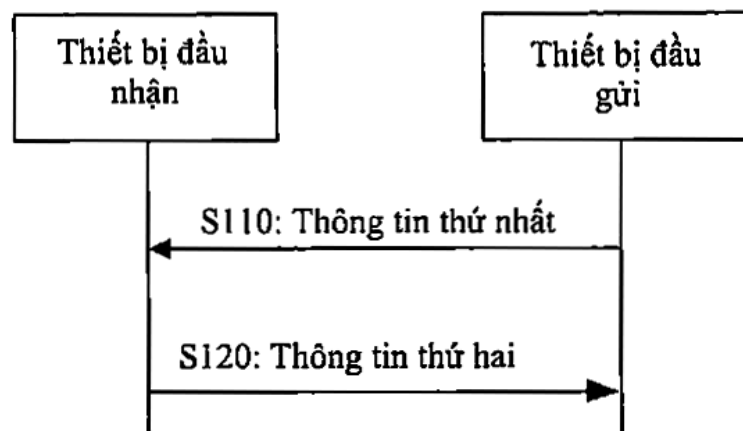 Thiết bị đầu
nhận
Thiết bị đầu
gửi
S110: Thông tin thứ nhất
S120: Thông tin thứ hai